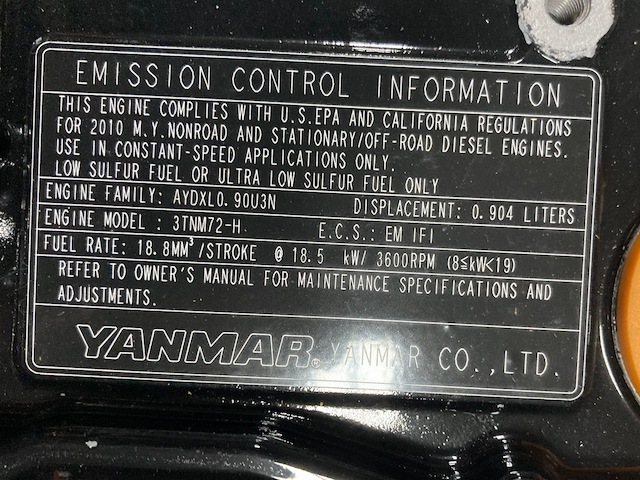 EMISSION CONTROL INFORMATION
THIS ENGINE COMPLIES WITH U.S.EPA AND CALIFORNIA REGULATIONS
FOR 2010 M.Y.NONROAD AND STATIONARY/OFF-ROAD DIESEL ENGINES.
USE IN CONSTANT-SPEED APPLICATIONS ONLY.
LOW SULFUR FUEL OR ULTRA LOW SULFUR FUEL ONLY
ENGINE FAMILY: AYDXL0.90U3N DISPLACEMENT: 0.904 LITERS
ENGINE MODEL : 3TNM72-H E.C.S.: EM IFI
FUEL RATE: 18.8MM³/STROKE @ 18.5 kW/ 3600RPM (8≦kW<19)
REFER TO OWNER'S MANUAL FOR MAINTENANCE SPECIFICATIONS AND
ADJUSTMENTS.
YANMAR® YANMAR CO.,LTD.